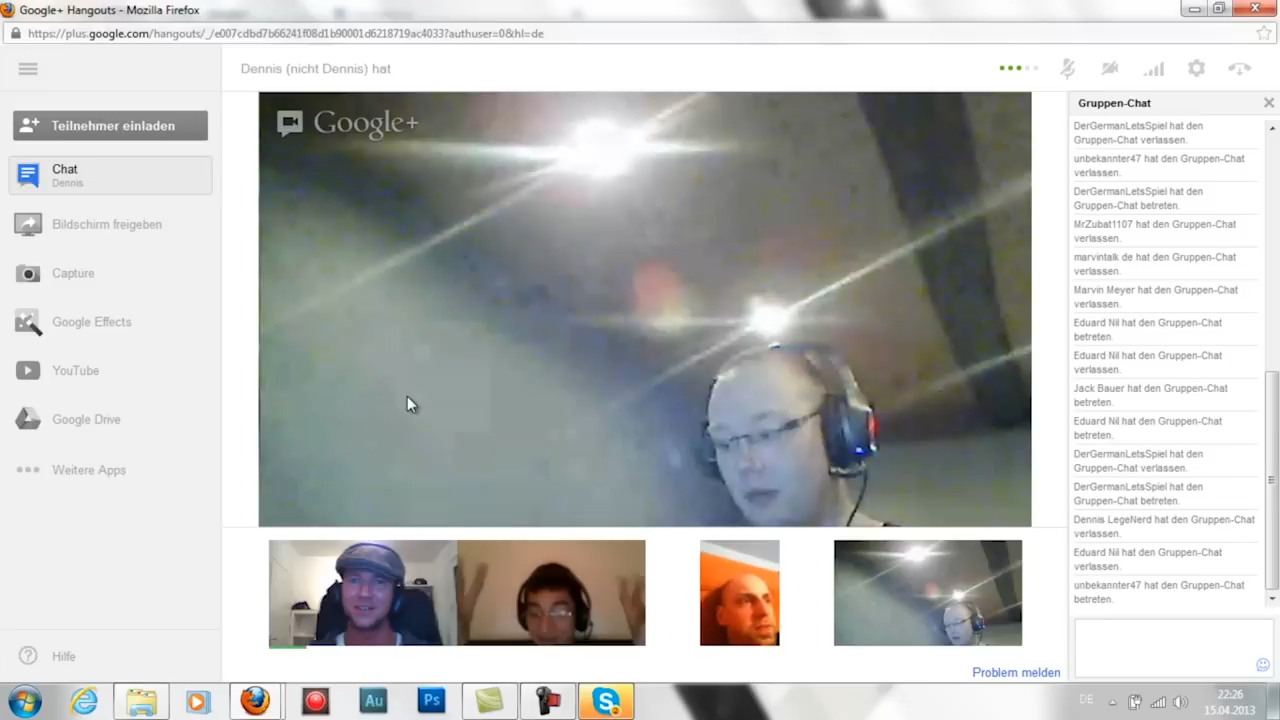 Google+ Hangouts - Mozilla Firefox
https://plus.google.com/hangouts/_/e007cdbd7b66241f08d1b90001d6218719ac4033?authuser=0&hl=de
Dennis (nicht Dennis) hat
Teilnehmer einladen
Chat
Dennis
Bildschirm freigeben
Capture
Google Effects
YouTube
Google Drive
Weitere Apps
Hilfe
Google+
Problem melden
Gruppen-Chat
DerGermanLetsSpiel hat den
Gruppen-Chat verlassen.
unbekannter47 hat den Gruppen-Chat
verlassen.
DerGermanLetsSpiel hat den
Gruppen-Chat betreten.
MrZubat1107 hat den Gruppen-Chat
verlassen.
marvintalk de hat den Gruppen-Chat
verlassen.
Marvin Meyer hat den Gruppen-Chat
verlassen.
Eduard Nil hat den Gruppen-Chat
betreten.
Eduard Nil hat den Gruppen-Chat
verlassen.
Jack Bauer hat den Gruppen-Chat
betreten.
Eduard Nil hat den Gruppen-Chat
betreten.
DerGermanLetsSpiel hat den
Gruppen-Chat verlassen.
DerGermanLetsSpiel hat den
Gruppen-Chat betreten.
Dennis LegeNerd hat den Gruppen-Chat
verlassen.
Eduard Nil hat den Gruppen-Chat
verlassen.
unbekannter47 hat den Gruppen-Chat
betreten.
Au
Ps
DE
22:26
15.04.2013